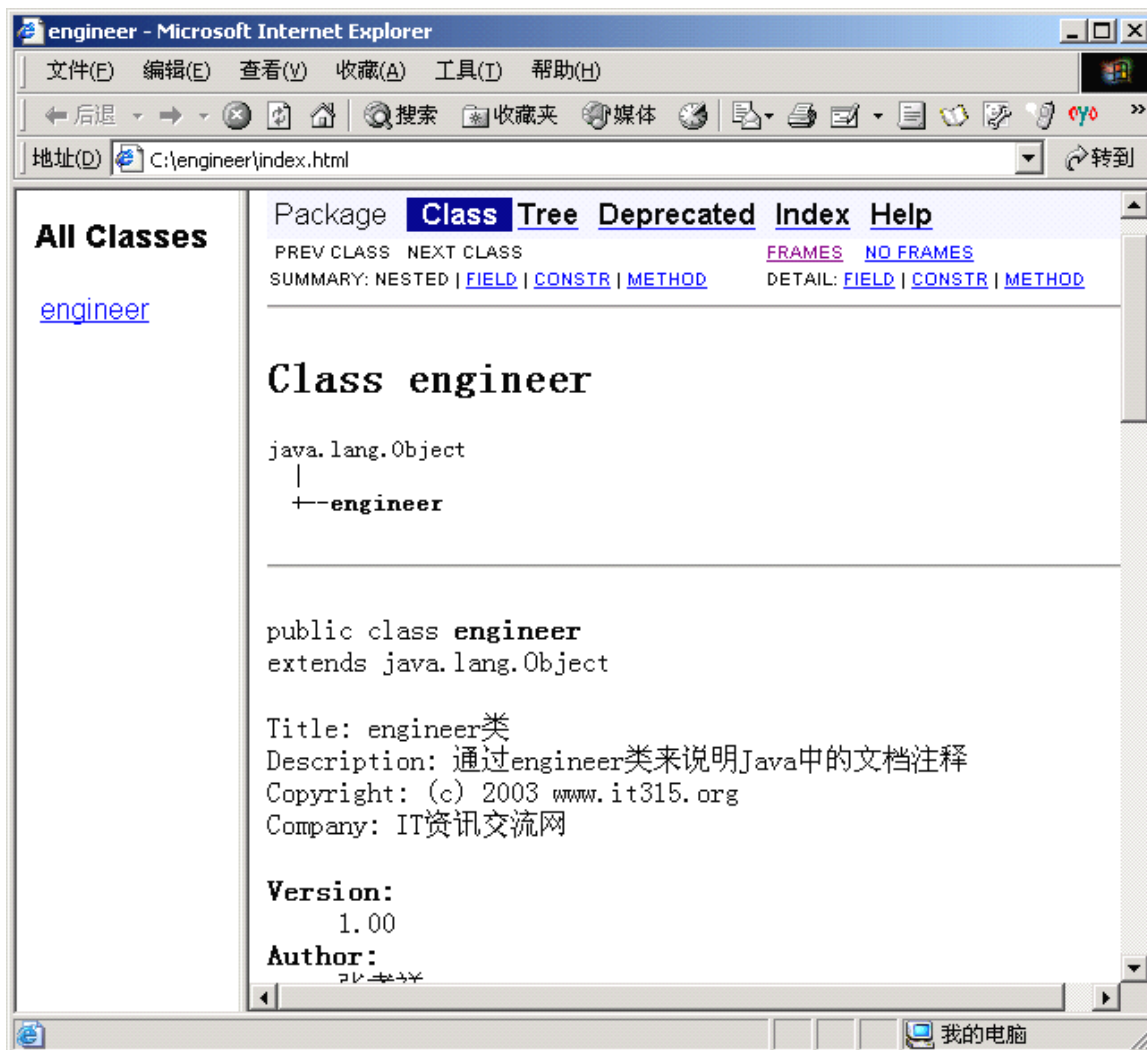 engineer - Microsoft Internet Explorer
文件(F) 编辑(E) 查看(V) 收藏(A) 工具(T) 帮助(H)
后退 搜索 收藏夹 媒体 »
地址(D) C:\engineer\index.html 转到
All Classes
engineer
Package Class Tree Deprecated Index Help
PREV CLASS NEXT CLASS FRAMES NO FRAMES
SUMMARY: NESTED | FIELD | CONSTR | METHOD DETAIL: FIELD | CONSTR | METHOD
Class engineer
java.lang.Object
|
+--engineer
public class engineer
extends java.lang.Object
Title: engineer类
Description: 通过engineer类来说明Java中的文档注释
Copyright: (c) 2003 www.it315.org
Company: IT资讯交流网
Version:
1.00
Author:
我的电脑